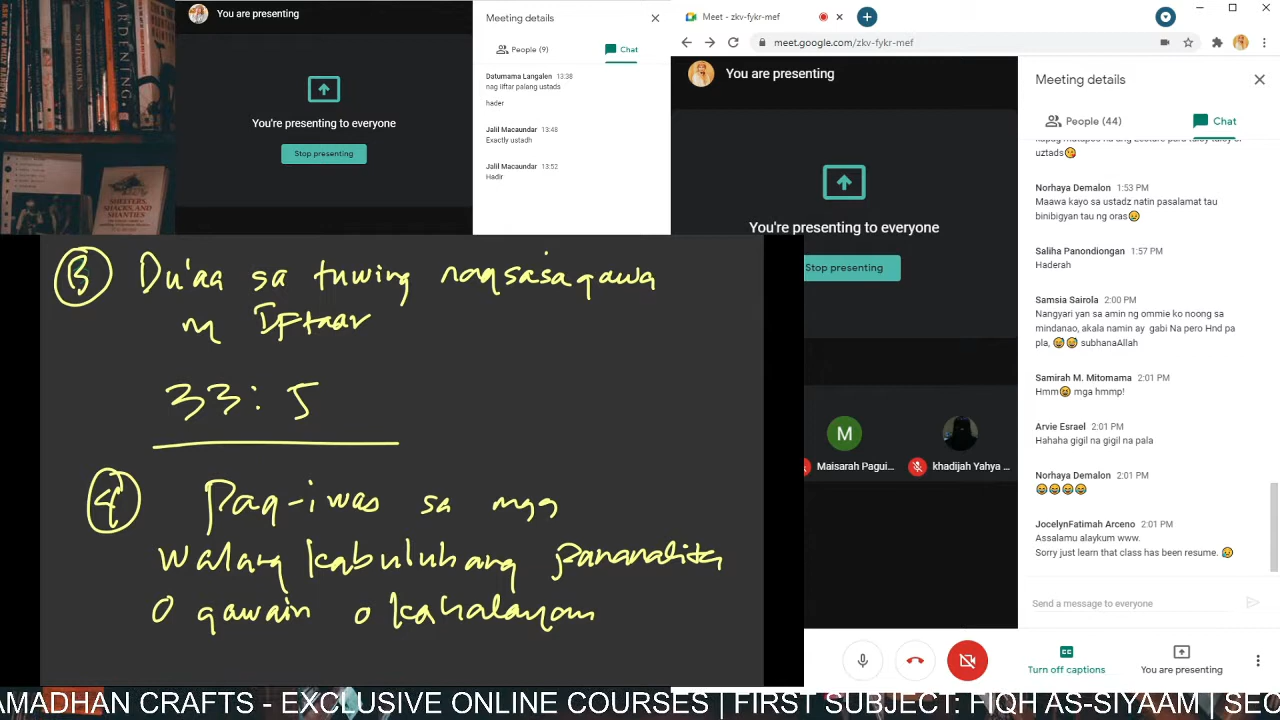 ARDENING
SHELTERS,
SHACKS, AND
SHANTIES
You are presenting
You're presenting to everyone
Stop presenting
Meeting details
People (9)
Chat
Datumama Langalen 13:38
nag iiftar palang ustads
hader
Jalil Macaundar 13:48
Exactly ustadh
Jalil Macaundar 13:52
Hadir
3 Du'aa sa tuwing nagsasagawa
ng Iftaar
33:5
4 Pag-iwas sa mga
walang kabuluhang pananalita
o gawain o kahalayan
Meet - zkv-fykr-mef
meet.google.com/zkv-fykr-mef
You are presenting
You're presenting to everyone
Stop presenting
M
Maisarah Pagui...
khadijah Yahya ...
Meeting details
People (44)
Chat
uztads😘
Norhaya Demalon 1:53 PM
Maawa kayo sa ustadz natin pasalamat tau
binibigyan tau ng oras😆
Saliha Panondiongan 1:57 PM
Haderah
Samsia Sairola 2:00 PM
Nangyari yan sa amin ng ommie ko noong sa
mindanao, akala namin ay gabi Na pero Hnd pa
pla, 😅😅 subhanaAllah
Samirah M. Mitomama 2:01 PM
Hmm😄 mga hmmp!
Arvie Esrael 2:01 PM
Hahaha gigil na gigil na pala
Norhaya Demalon 2:01 PM
😂😂😂😂
JocelynFatimah Arceno 2:01 PM
Assalamu alaykum www.
Sorry just learn that class has been resume. 😥
Send a message to everyone
CC
Turn off captions
You are presenting
AMADHAN CRAFTS - EXCLUSIVE ONLINE COURSES | FIRST SUBJECT: FIQH AS-SIYAAM | SEC